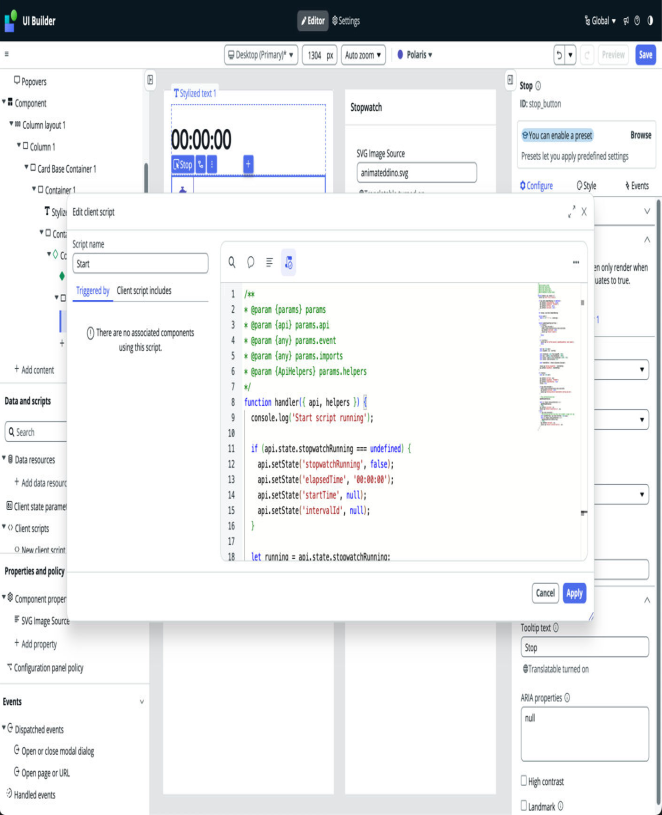 UI Builder
Editor
Settings
Global
Desktop (Primary)*
1304 px
Auto zoom
Polaris
Preview
Save
Popovers
Component
Column layout 1
Column 1
Card Base Container 1
Container 1
Styliz
Conta
Co
+ Add content
Data and scripts
Search
Data resources
+ Add data resourc
Client state paramet
Client scripts
New client script
Properties and policy
Component proper
SVG Image Source
+ Add property
Configuration panel policy
Events
Dispatched events
Open or close modal dialog
Open page or URL
Handled events
Stylized text 1
00:00:00
Stop
Stopwatch
SVG Image Source
animateddino.svg
Translatable turned on
Edit client script
Script name
Start
Triggered by
Client script includes
There are no associated components
using this script.
1 /**
2 * @param {params} params
3 * @param {api} params.api
4 * @param {any} params.event
5 * @param {any} params.imports
6 * @param {ApiHelpers} params.helpers
7 */
8 function handler({ api, helpers }) {
9 console.log('Start script running');
10
11 if (api.state.stopwatchRunning === undefined) {
12 api.setState('stopwatchRunning', false);
13 api.setState('elapsedTime', '00:00:00');
14 api.setState('startTime', null);
15 api.setState('intervalId', null);
16 }
17
18 let running = api.state.stopwatchRunning;
Cancel
Apply
Stop
ID: stop_button
You can enable a preset
Browse
Presets let you apply predefined settings
Configure
Style
Events
en only render when
uates to true.
1
Tooltip text
Stop
Translatable turned on
ARIA properties
null
High contrast
Landmark